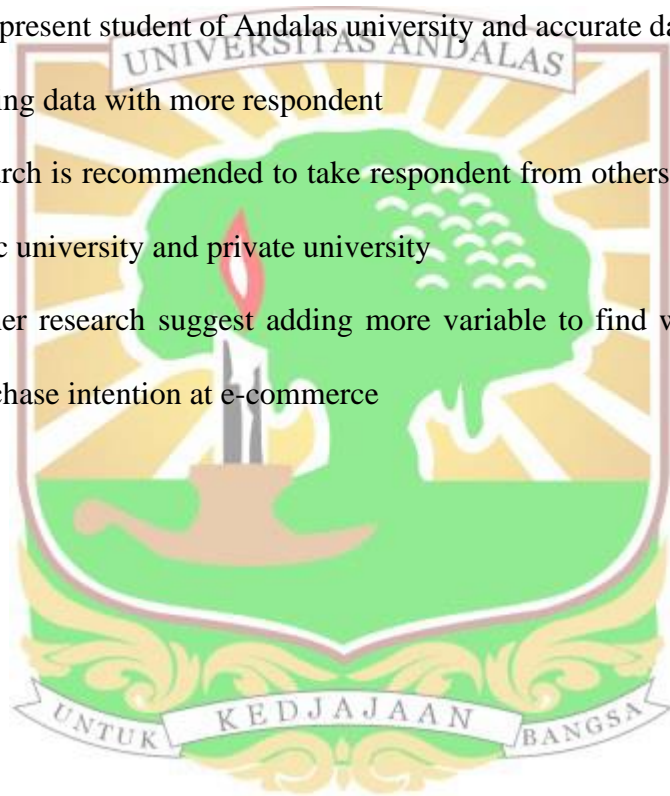 present student of Andalas university and accurate da
UNIVERSITAS ANDALAS
ing data with more respondent
rch is recommended to take respondent from others
c university and private university
er research suggest adding more variable to find w
chase intention at e-commerce
UNTUK KEDJAJAAN BANGSA